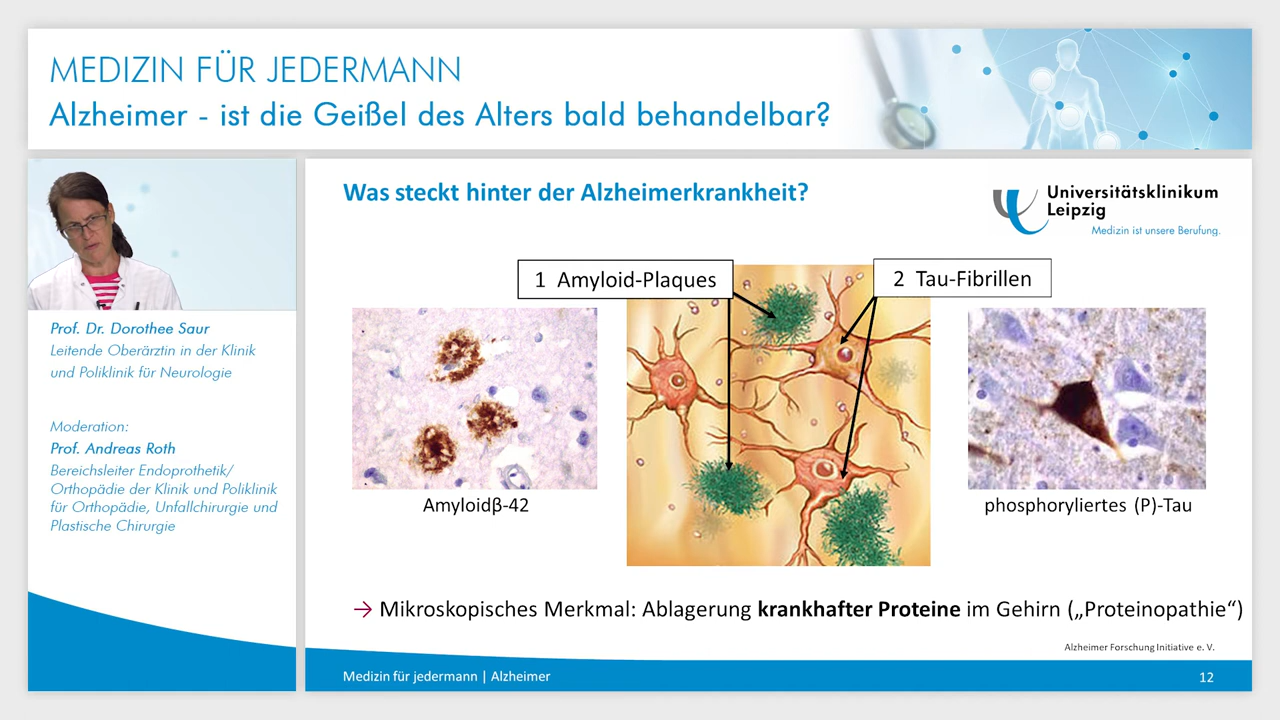 MEDIZIN FÜR JEDERMANN
Alzheimer - ist die Geißel des Alters bald behandelbar?
Prof. Dr. Dorothee Saur
Leitende Oberärztin in der Klinik
und Poliklinik für Neurologie
Moderation:
Prof. Andreas Roth
Bereichsleiter Endoprothetik/
Orthopädie der Klinik und Poliklinik
für Orthopädie, Unfallchirurgie und
Plastische Chirurgie
Was steckt hinter der Alzheimerkrankheit?
Universitätsklinikum
Leipzig
Medizin ist unsere Berufung.
1 Amyloid-Plaques
2 Tau-Fibrillen
Amyloidβ-42
phosphoryliertes (P)-Tau
→ Mikroskopisches Merkmal: Ablagerung krankhafter Proteine im Gehirn („Proteinopathie“)
Alzheimer Forschung Initiative e. V.
Medizin für jedermann | Alzheimer
12